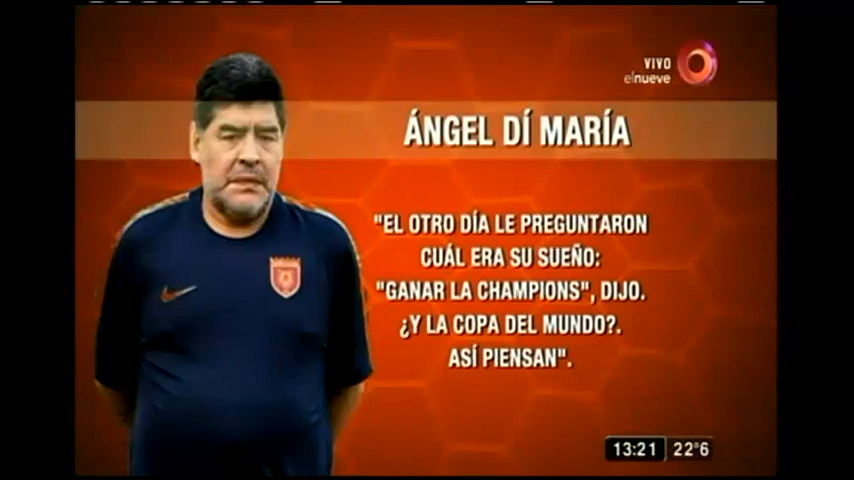 VIVO
elnueve
ÁNGEL DÍ MARÍA
"EL OTRO DÍA LE PREGUNTARON
CUÁL ERA SU SUEÑO:
"GANAR LA CHAMPIONS", DIJO.
¿Y LA COPA DEL MUNDO?.
ASÍ PIENSAN".
13:21 22°6